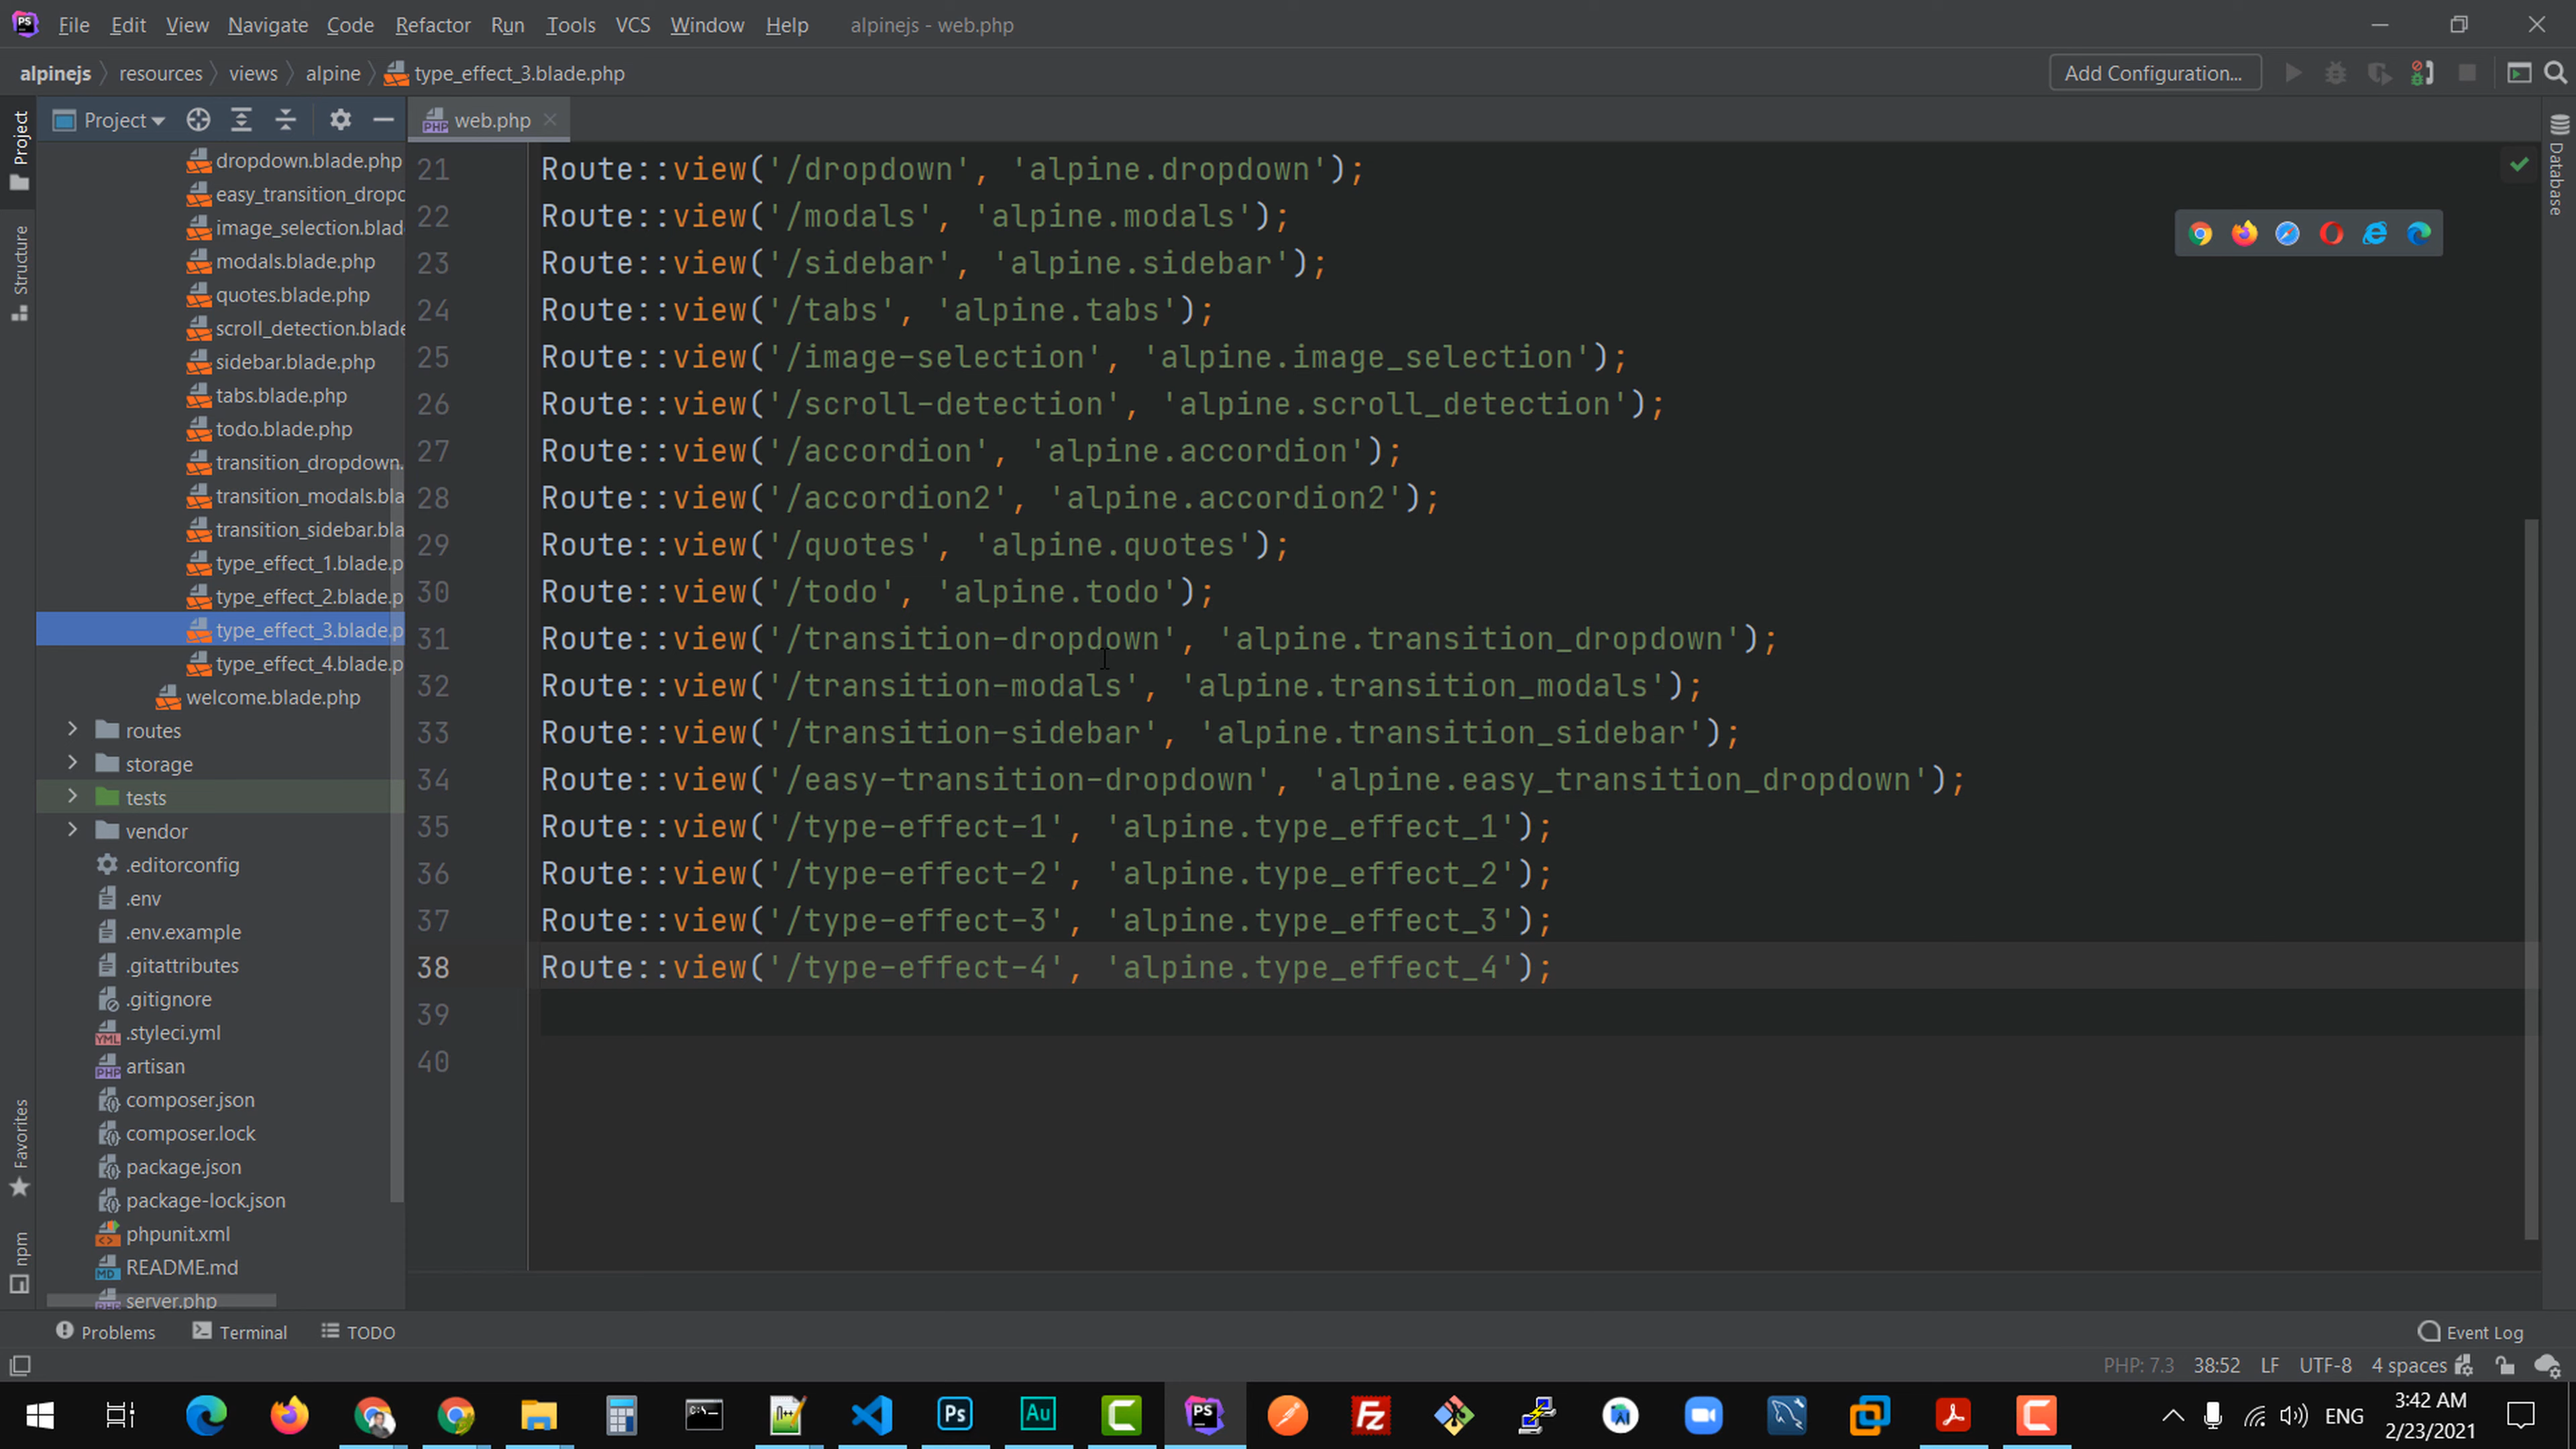 File Edit View Navigate Code Refactor Run Tools VCS Window Help alpinejs - web.php
alpinejs resources views alpine type_effect_3.blade.php Add Configuration...
Project web.php
Project
Structure
Favorites
npm
Database
dropdown.blade.php
easy_transition_dropd
image_selection.blad
modals.blade.php
quotes.blade.php
scroll_detection.blade
sidebar.blade.php
tabs.blade.php
todo.blade.php
transition_dropdown.
transition_modals.bla
transition_sidebar.bla
type_effect_1.blade.p
type_effect_2.blade.p
type_effect_3.blade.p
type_effect_4.blade.p
welcome.blade.php
routes
storage
tests
vendor
.editorconfig
.env
.env.example
.gitattributes
.gitignore
.styleci.yml
artisan
composer.json
composer.lock
package.json
package-lock.json
phpunit.xml
README.md
server.php
21 Route::view('/dropdown', 'alpine.dropdown');
22 Route::view('/modals', 'alpine.modals');
23 Route::view('/sidebar', 'alpine.sidebar');
24 Route::view('/tabs', 'alpine.tabs');
25 Route::view('/image-selection', 'alpine.image_selection');
26 Route::view('/scroll-detection', 'alpine.scroll_detection');
27 Route::view('/accordion', 'alpine.accordion');
28 Route::view('/accordion2', 'alpine.accordion2');
29 Route::view('/quotes', 'alpine.quotes');
30 Route::view('/todo', 'alpine.todo');
31 Route::view('/transition-dropdown', 'alpine.transition_dropdown');
32 Route::view('/transition-modals', 'alpine.transition_modals');
33 Route::view('/transition-sidebar', 'alpine.transition_sidebar');
34 Route::view('/easy-transition-dropdown', 'alpine.easy_transition_dropdown');
35 Route::view('/type-effect-1', 'alpine.type_effect_1');
36 Route::view('/type-effect-2', 'alpine.type_effect_2');
37 Route::view('/type-effect-3', 'alpine.type_effect_3');
38 Route::view('/type-effect-4', 'alpine.type_effect_4');
39
40
Problems Terminal TODO Event Log
PHP: 7.3 38:52 LF UTF-8 4 spaces
ENG 3:42 AM
2/23/2021